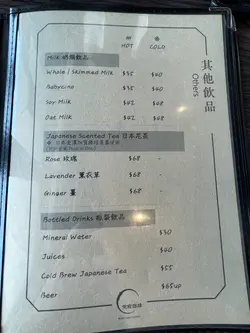 熱 凍
HOT COLD
其他飲品
Others
Milk 奶類飲品
Whole / Skimmed Milk $35 $40
Babycino $35 $40
Soy Milk $42 $48
Oat Milk $42 $48
Japanese Scented Tea 日本花茶
Rose 玫瑰 $68 -
Lavender 薰衣草 $68 -
Ginger 薑 $68 -
Bottled Drinks 瓶裝飲品
Mineral Water $30
Juices $40
Cold Brew Japanese Tea $55
Beer $65up